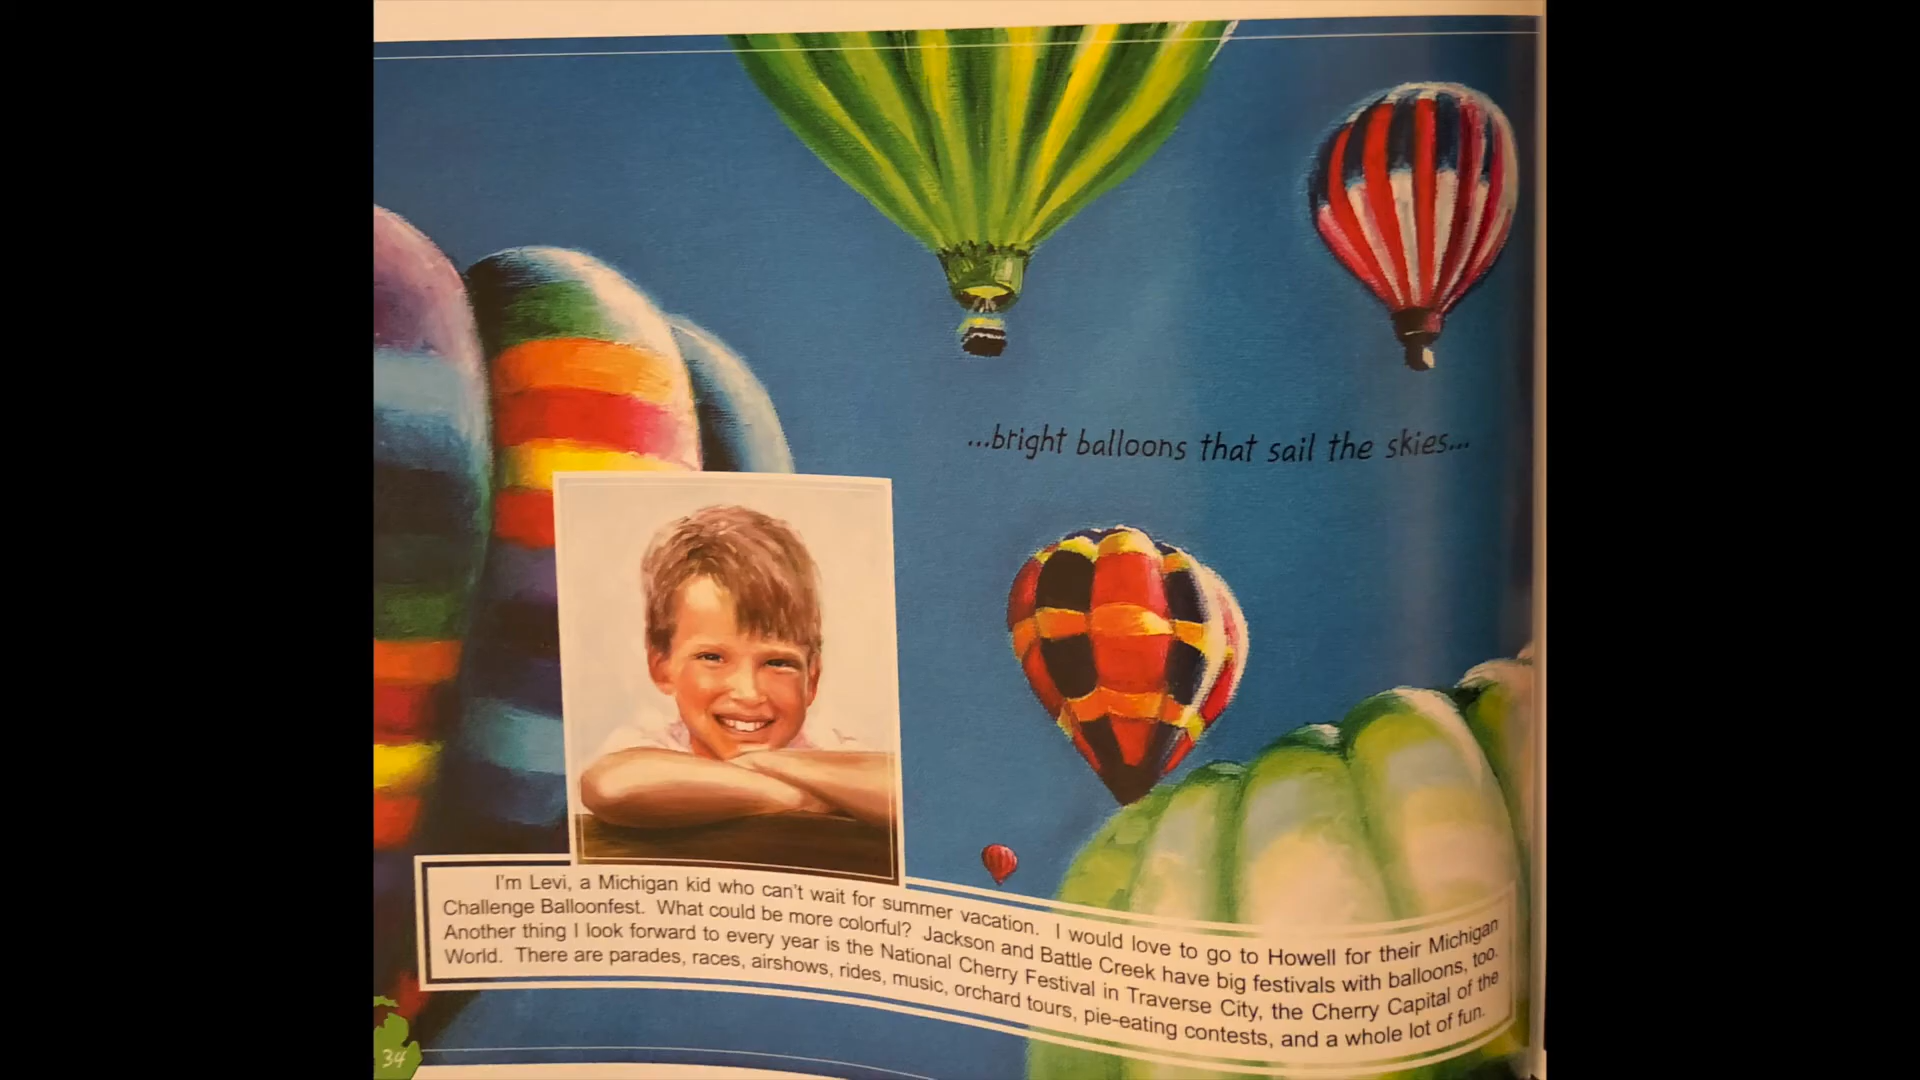 ...bright balloons that sail the skies...
I'm Levi, a Michigan kid who can't wait for summer vacation. I would love to go to Howell for their Michigan
Challenge Balloonfest. What could be more colorful? Jackson and Battle Creek have big festivals with balloons, too.
Another thing I look forward to every year is the National Cherry Festival in Traverse City, the Cherry Capital of the
World. There are parades, races, airshows, rides, music, orchard tours, pie-eating contests, and a whole lot of fun.
34